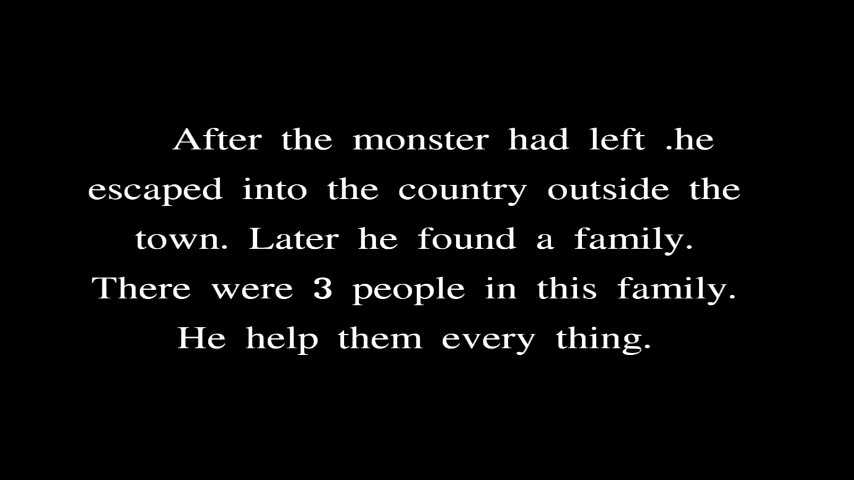 After the monster had left .he
escaped into the country outside the
town. Later he found a family.
There were 3 people in this family.
He help them every thing.